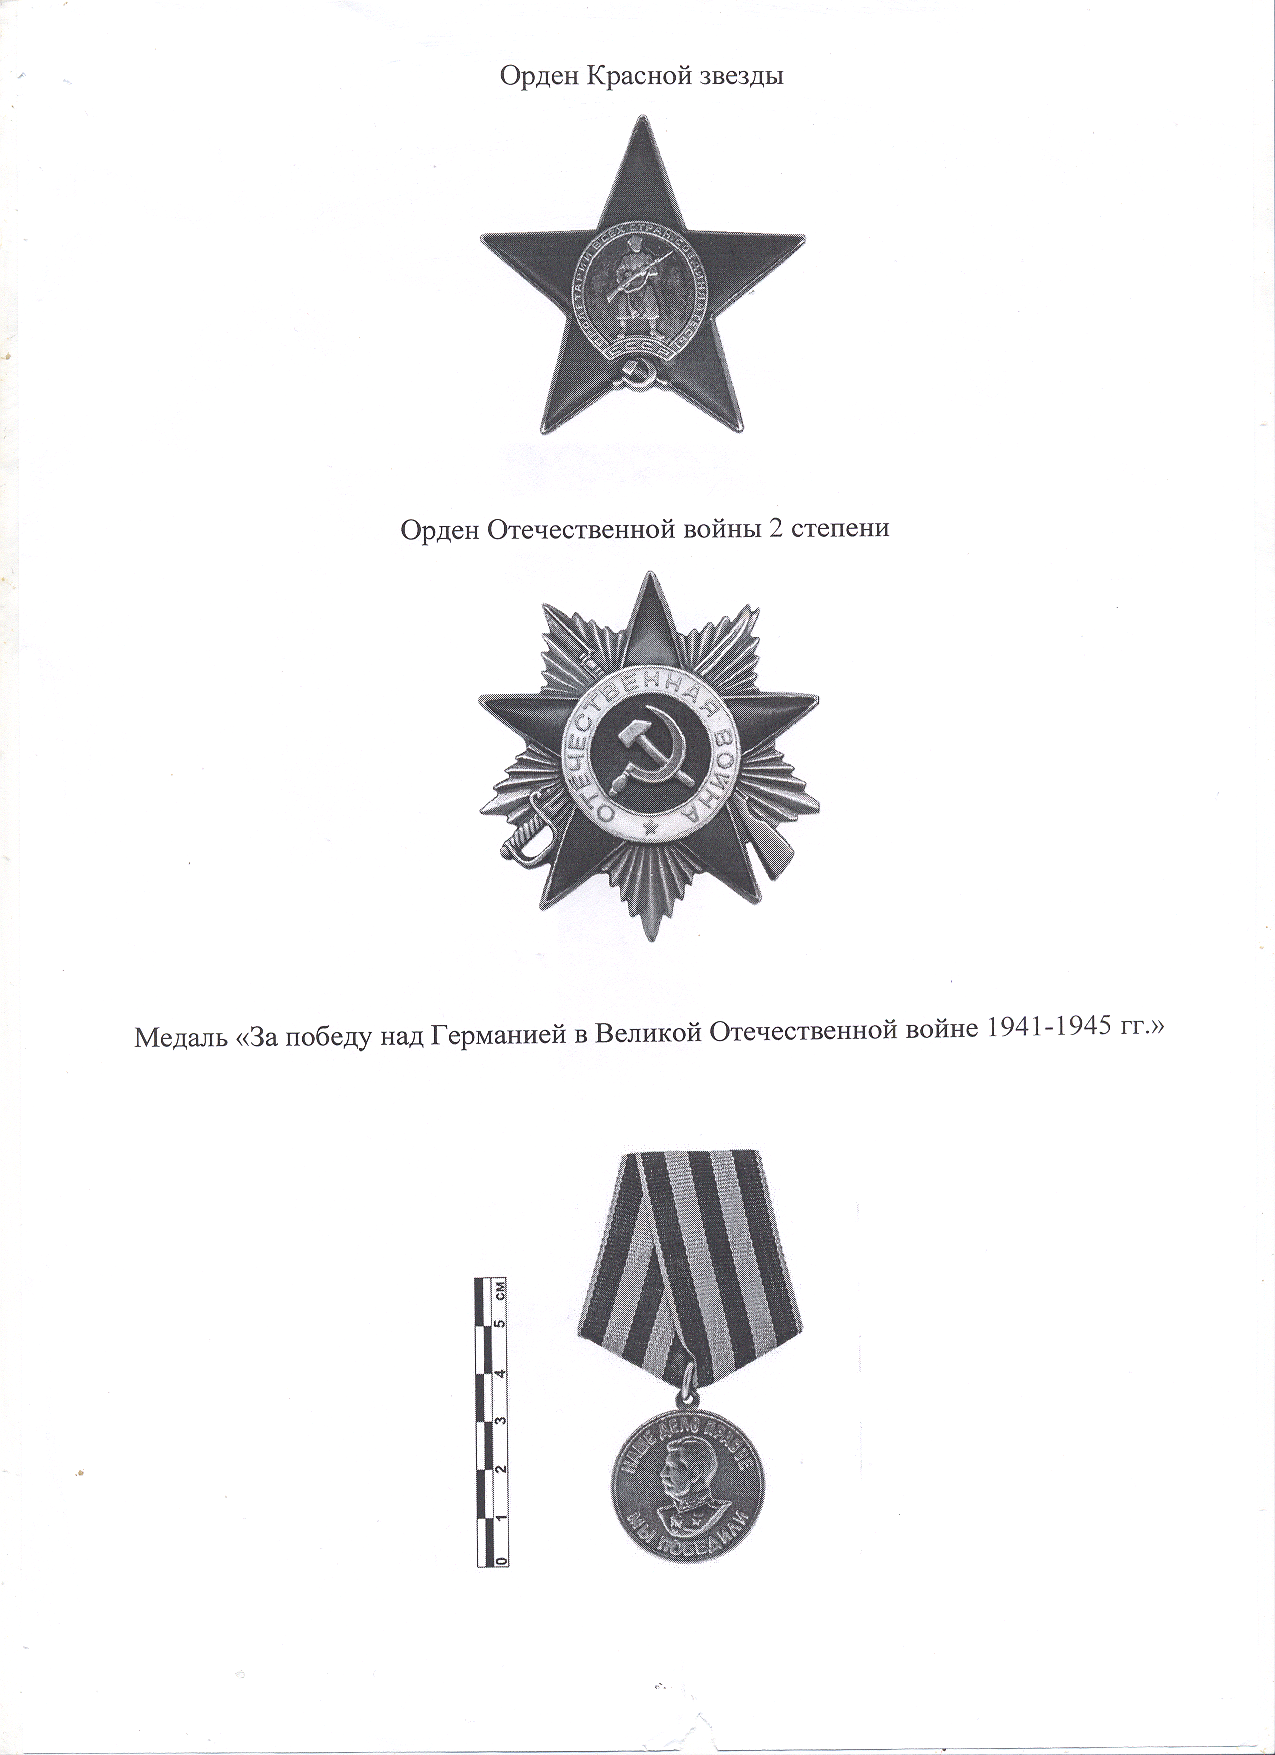 Орден Красной звезды
ПРОЛЕТАРИИ ВСЕХ СТРАН СОЕДИНЯЙТЕСЬ!
СССР
Орден Отечественной войны 2 степени
ОТЕЧЕСТВЕННАЯ ВОЙНА
Медаль «За победу над Германией в Великой Отечественной войне 1941-1945 гг.»
НАШЕ ДЕЛО ПРАВОЕ
МЫ ПОБЕДИЛИ
0 1 2 3 4 5 СМ